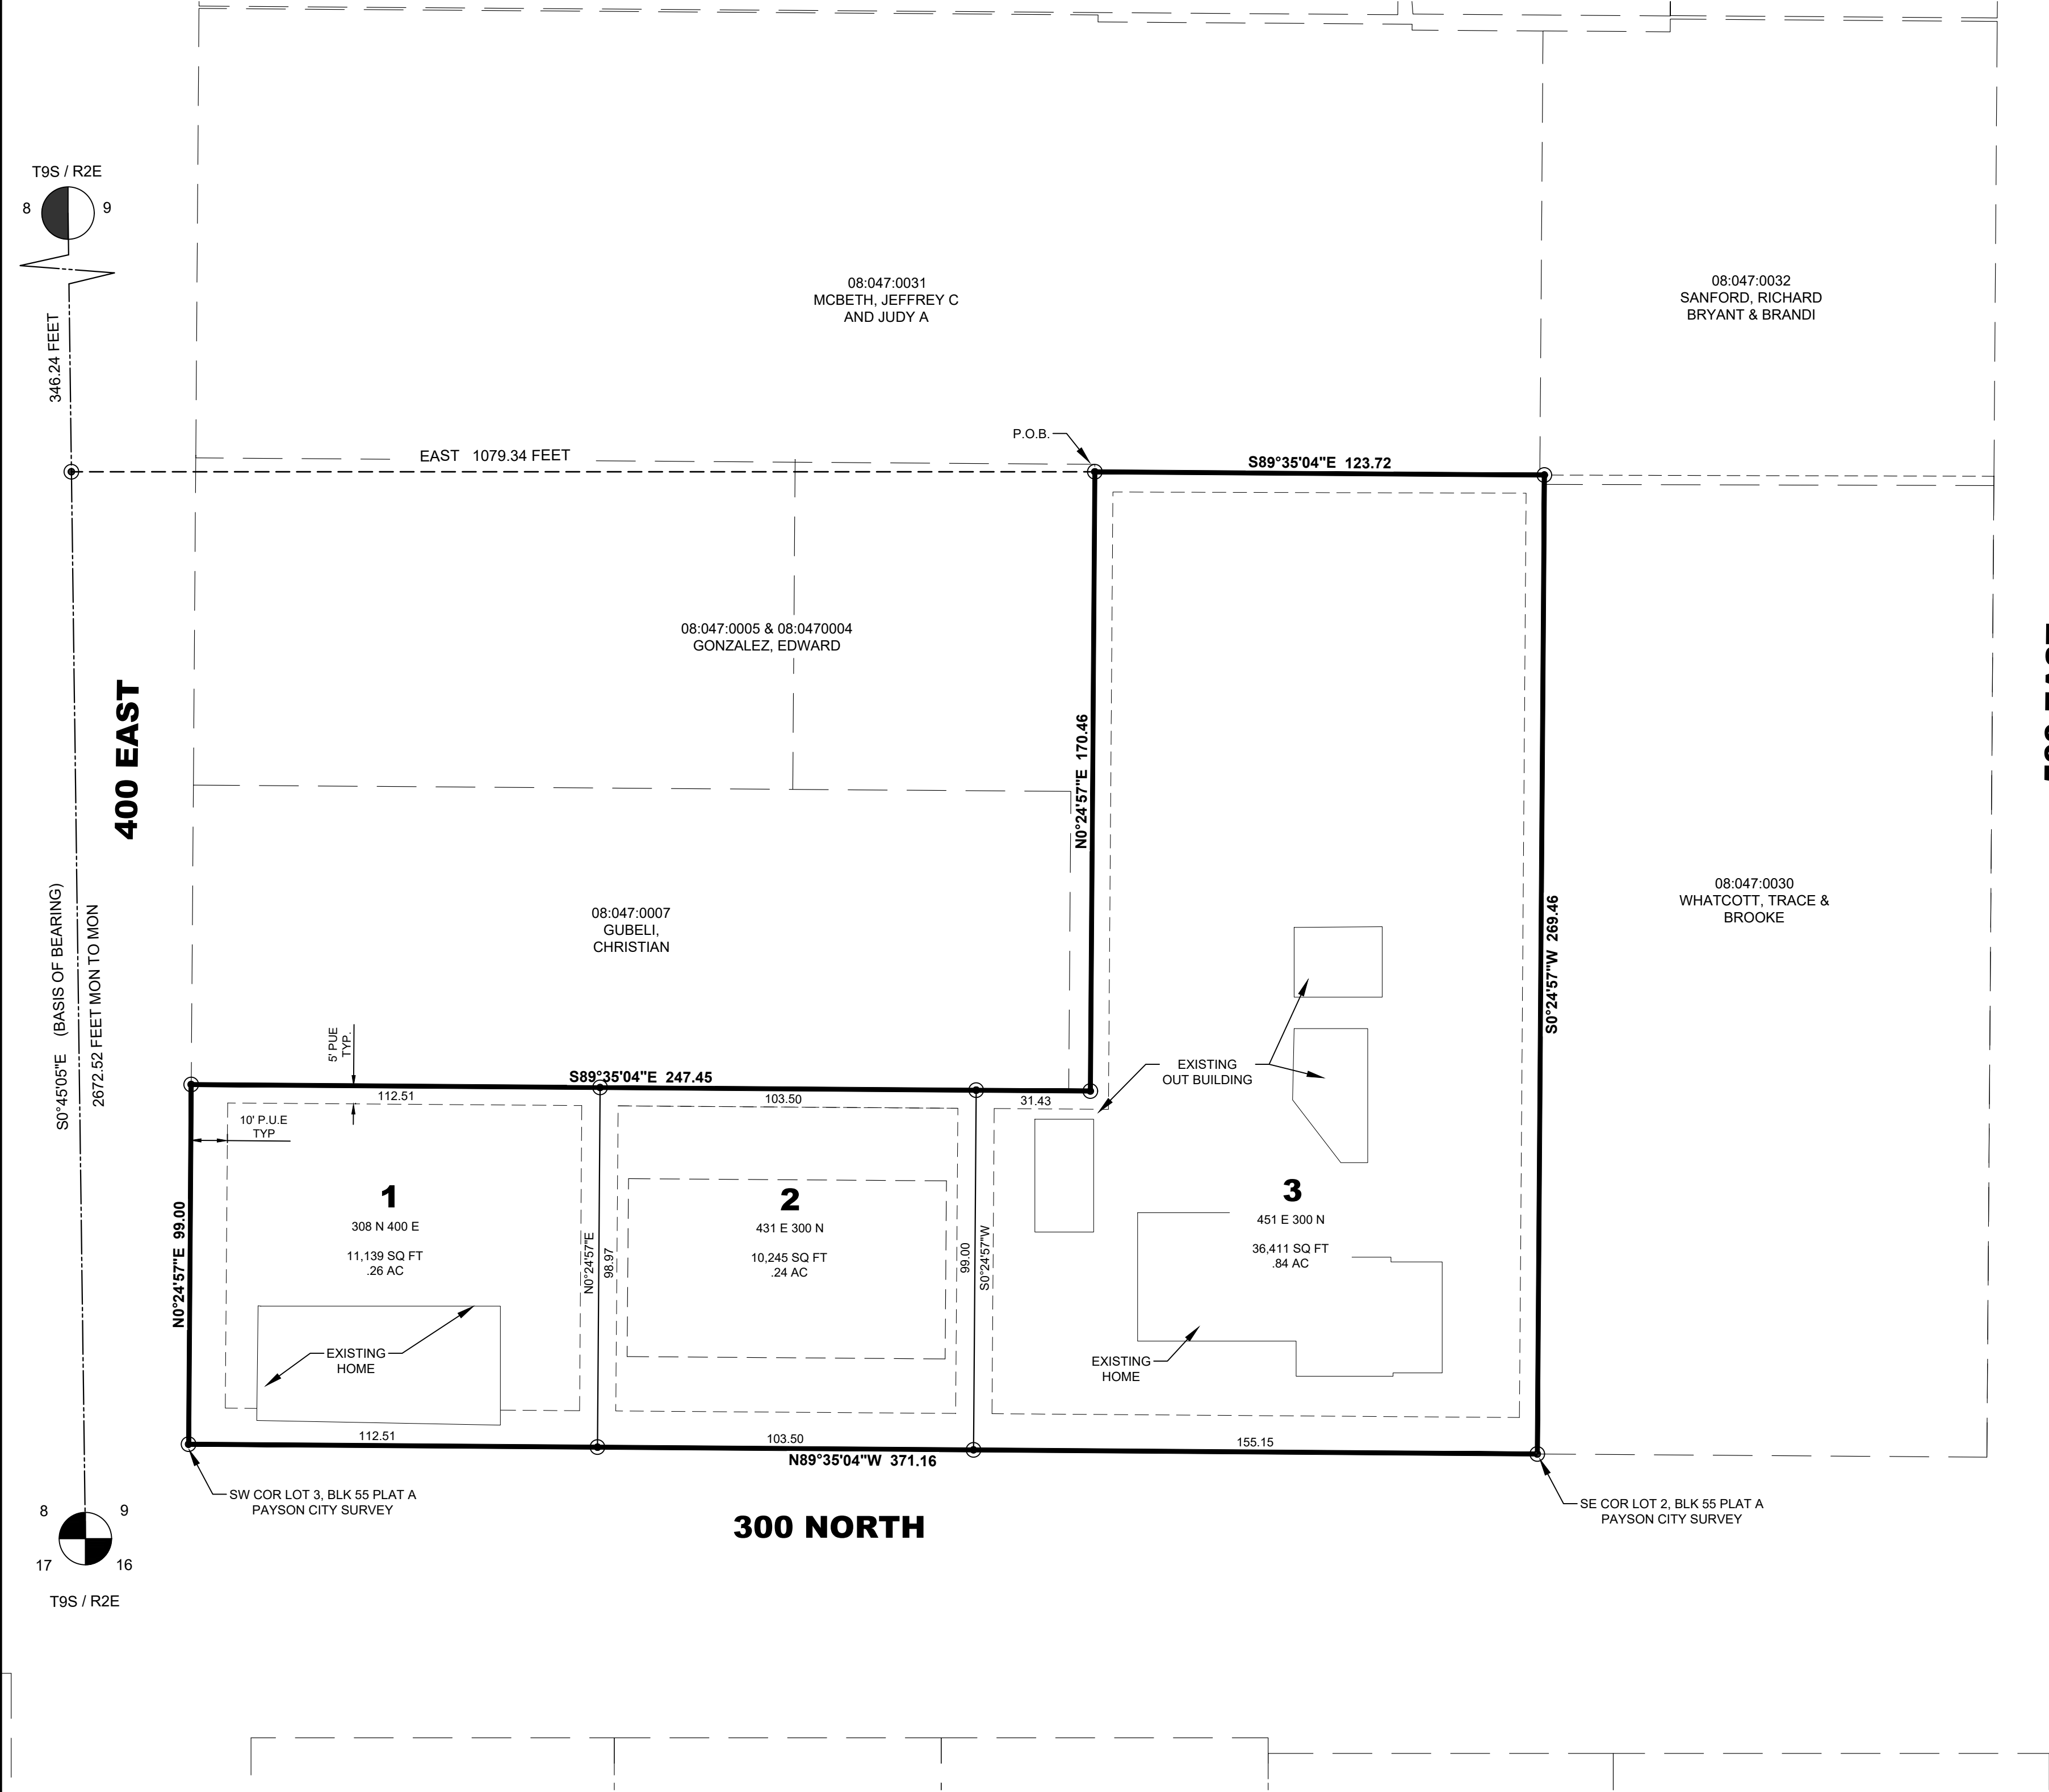 T9S / R2E
8
9
346.24 FEET
08:047:0031
MCBETH, JEFFREY C
AND JUDY A
08:047:0032
SANFORD, RICHARD
BRYANT & BRANDI
P.O.B.
EAST 1079.34 FEET
S89°35'04"E 123.72
08:047:0005 & 08:0470004
GONZALEZ, EDWARD
400 EAST
N0°24'57"E 170.46
S0°24'57"W 269.46
08:047:0030
WHATCOTT, TRACE &
BROOKE
08:047:0007
GUBELI,
CHRISTIAN
S0°45'05"E (BASIS OF BEARING)
2672.52 FEET MON TO MON
5' PUE
TYP.
S89°35'04"E 247.45
112.51
103.50
31.43
EXISTING
OUT BUILDING
10' P.U.E
TYP
N0°24'57"E 99.00
1
308 N 400 E
11,139 SQ FT
.26 AC
N0°24'57"E
98.97
2
431 E 300 N
10,245 SQ FT
.24 AC
99.00
S0°24'57"W
3
451 E 300 N
36,411 SQ FT
.84 AC
EXISTING
HOME
EXISTING
HOME
112.51
103.50
155.15
N89°35'04"W 371.16
SW COR LOT 3, BLK 55 PLAT A
PAYSON CITY SURVEY
SE COR LOT 2, BLK 55 PLAT A
PAYSON CITY SURVEY
300 NORTH
8
9
17
16
T9S / R2E